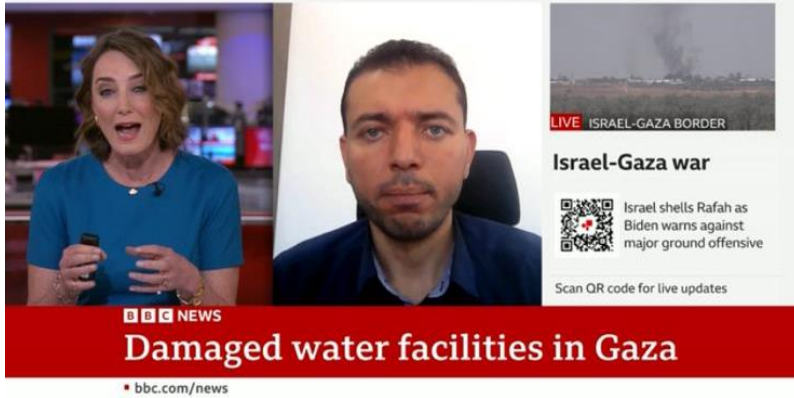 LIVE ISRAEL-GAZA BORDER
Israel-Gaza war
Israel shells Rafah as
Biden warns against
major ground offensive
Scan QR code for live updates
BBC NEWS
Damaged water facilities in Gaza
bbc.com/news